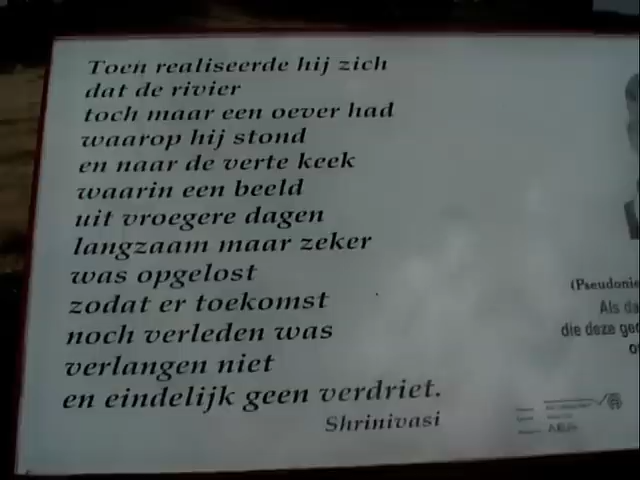 Toen realiseerde hij zich
dat de rivier
toch maar een oever had
waarop hij stond
en naar de verte keek
waarin een beeld
uit vroegere dagen
langzaam maar zeker
was opgelost
zodat er toekomst
noch verleden was
verlangen niet
en eindelijk geen verdriet.
Shrinivasi
(Pseudonie
Als da
die deze ged